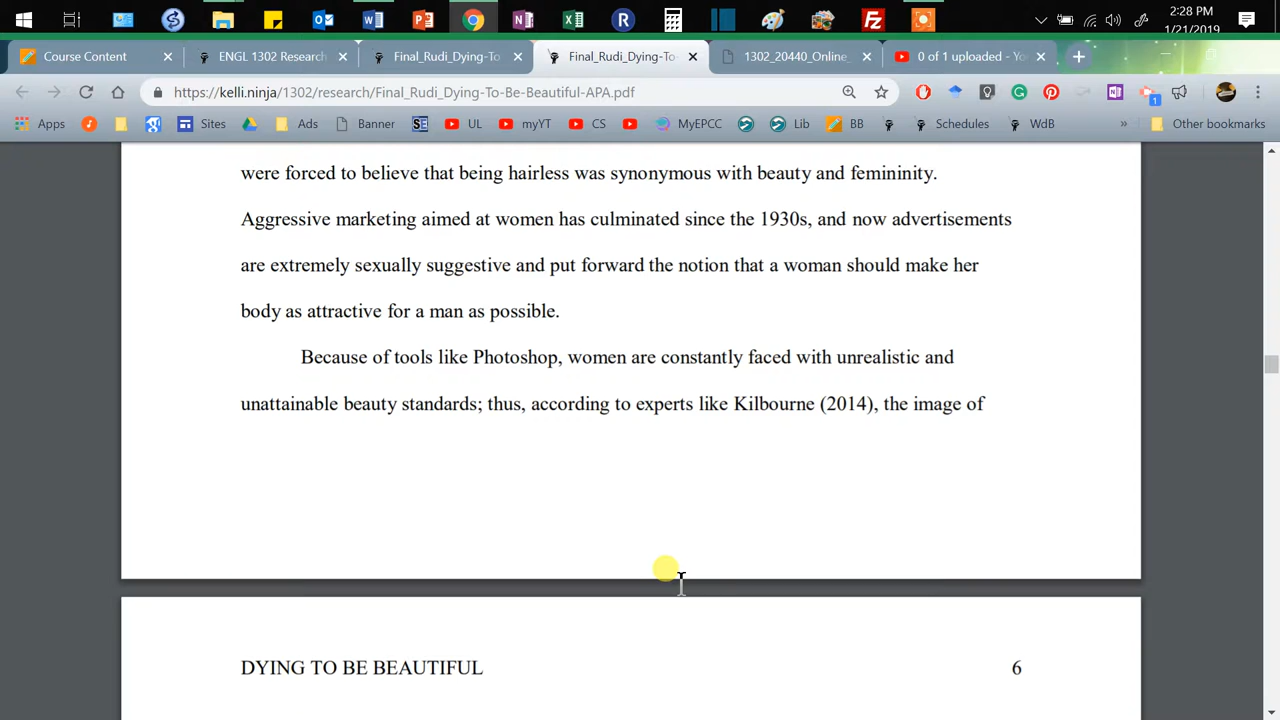 2:28 PM
1/21/2019
Course Content
ENGL 1302 Research
Final_Rudi_Dying-To
Final_Rudi_Dying-To-
1302_20440_Online_
0 of 1 uploaded - Yo
https://kelli.ninja/1302/research/Final_Rudi_Dying-To-Be-Beautiful-APA.pdf
1
Apps
Sites
Ads
Banner
SE
UL
myYT
CS
MyEPCC
Lib
BB
Schedules
WdB
»
Other bookmarks
were forced to believe that being hairless was synonymous with beauty and femininity.
Aggressive marketing aimed at women has culminated since the 1930s, and now advertisements
are extremely sexually suggestive and put forward the notion that a woman should make her
body as attractive for a man as possible.
Because of tools like Photoshop, women are constantly faced with unrealistic and
unattainable beauty standards; thus, according to experts like Kilbourne (2014), the image of
DYING TO BE BEAUTIFUL 6